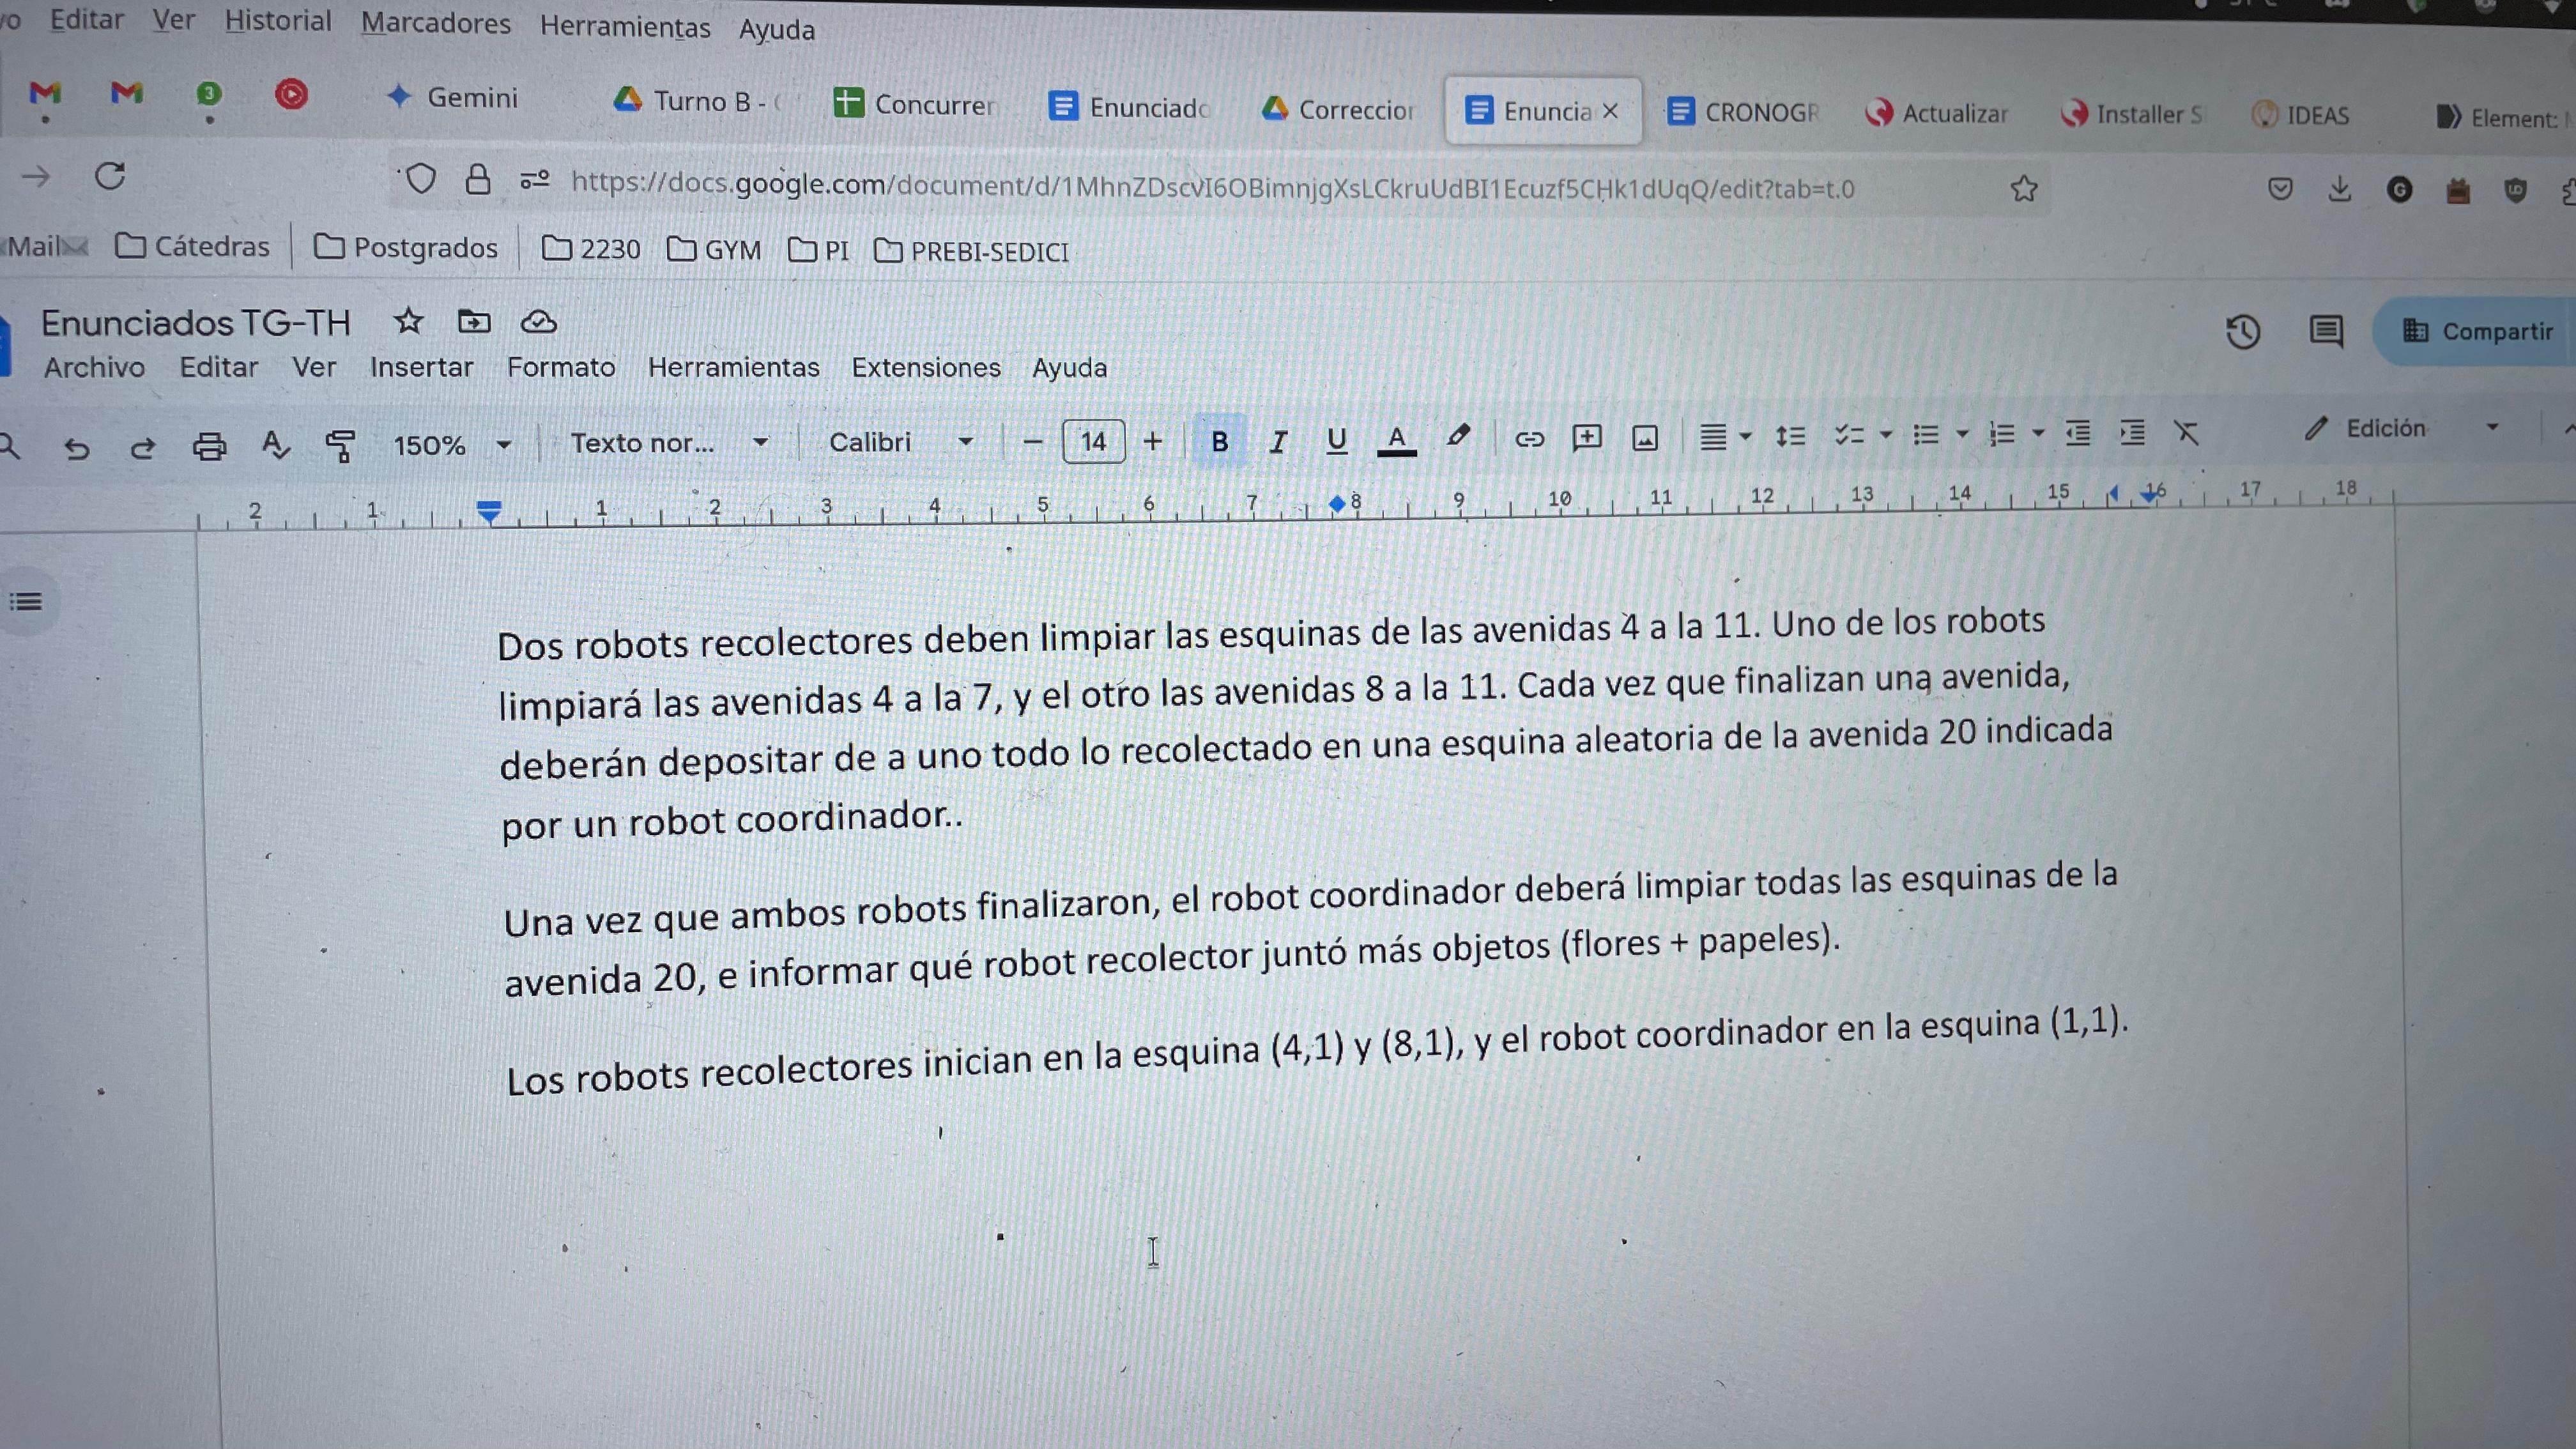 Editar Ver Historial Marcadores Herramientas Ayuda
3 Gemini Turno B - Concurren Enunciado Correccion Enuncia CRONOGR Actualizar Installer S IDEAS Element:
https://docs.google.com/document/d/1MhnZDscvI6OBimnjgXsLCkruUdBI1Ecuzf5CHk1dUqQ/edit?tab=t.0
Mail Cátedras Postgrados 2230 GYM PI PREBI-SEDICI
Enunciados TG-TH
Compartir
Archivo Editar Ver Insertar Formato Herramientas Extensiones Ayuda
150% Texto nor... Calibri − 14 + B I U A Edición
2 1 1 2 3 4 5 6 7 8 9 10 11 12 13 14 15 16 17 18
Dos robots recolectores deben limpiar las esquinas de las avenidas 4 a la 11. Uno de los robots
limpiará las avenidas 4 a la 7, y el otro las avenidas 8 a la 11. Cada vez que finalizan una avenida,
deberán depositar de a uno todo lo recolectado en una esquina aleatoria de la avenida 20 indicada
por un robot coordinador..
Una vez que ambos robots finalizaron, el robot coordinador deberá limpiar todas las esquinas de la
avenida 20, e informar qué robot recolector juntó más objetos (flores + papeles).
Los robots recolectores inician en la esquina (4,1) y (8,1), y el robot coordinador en la esquina (1,1).